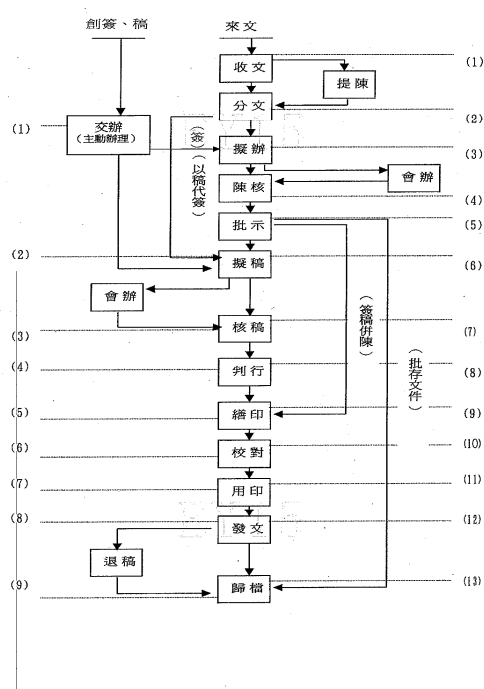 創簽、稿
來文
收文
(1)
提陳
分文
(2)
(1)
交辦
(主動辦理)
(簽)(以稿代簽)
擬辦
(3)
會辦
陳核
(4)
批示
(5)
(2)
擬稿
(6)
會辦
(簽稿併陳)
(3)
核稿
(7)
(批存文件)
(4)
判行
(8)
(5)
繕印
(9)
(6)
校對
(10)
(7)
用印
(11)
(8)
發文
(12)
退稿
(9)
歸檔
(13)